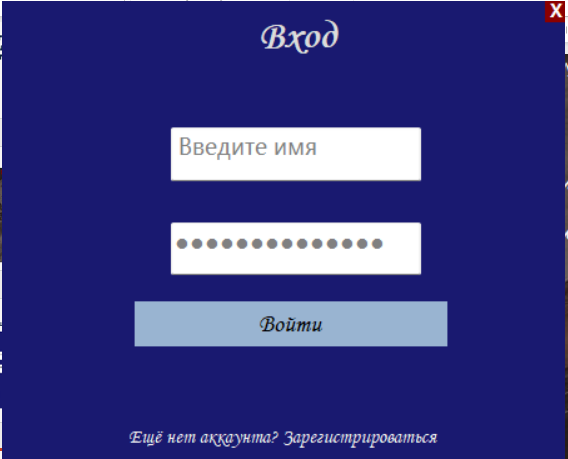 X
Вход
Введите имя
●●●●●●●●●●●●●●
Войти
Ещё нет аккаунта? Зарегистрироваться